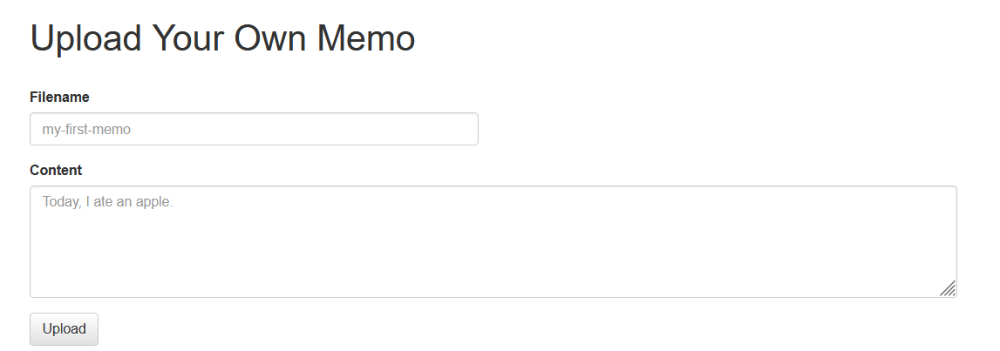 Upload Your Own Memo
Filename
my-first-memo
Content
Today, I ate an apple.
Upload